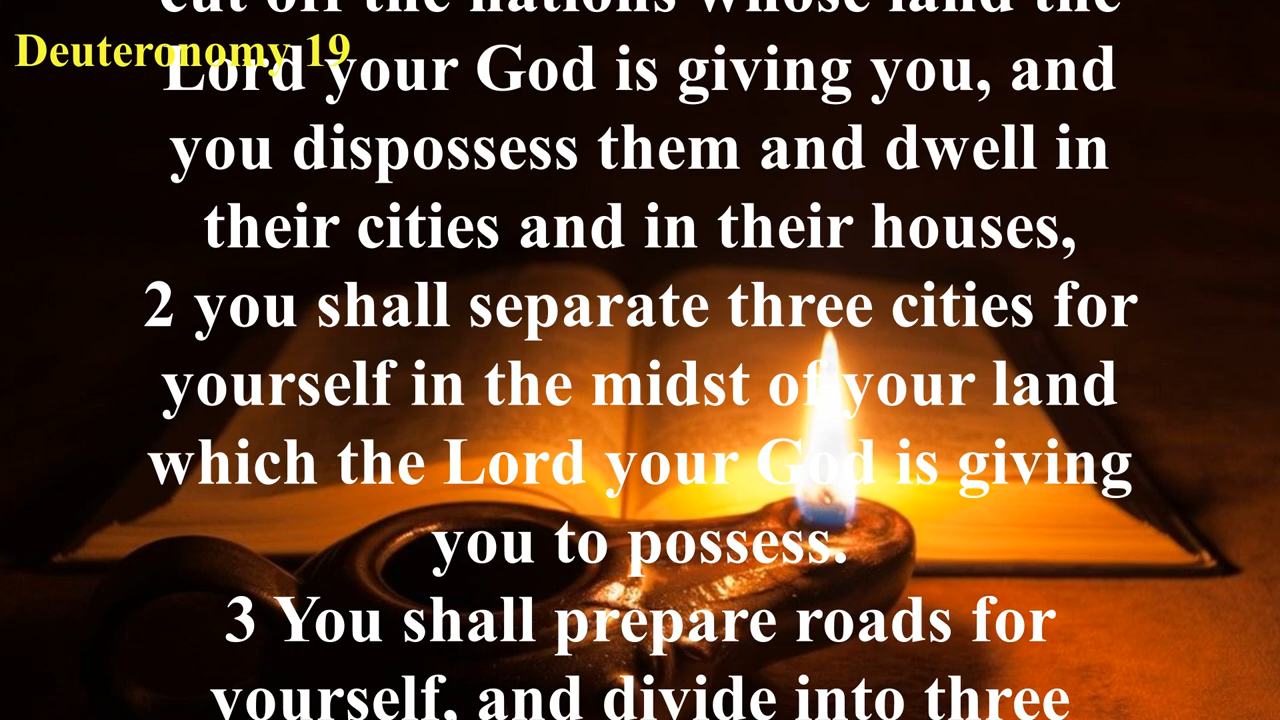 cut off the nations whose land the
Deuteronomy 19
Lord your God is giving you, and
you dispossess them and dwell in
their cities and in their houses,
2 you shall separate three cities for
yourself in the midst of your land
which the Lord your God is giving
you to possess.
3 You shall prepare roads for
yourself, and divide into three